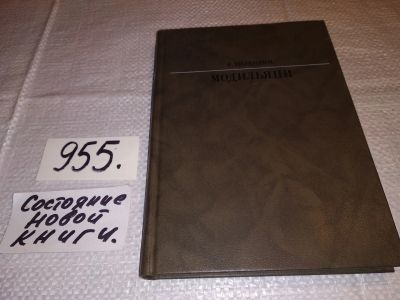 МОДИЛЬЯНИ
955.
Состояние
новой
книги.